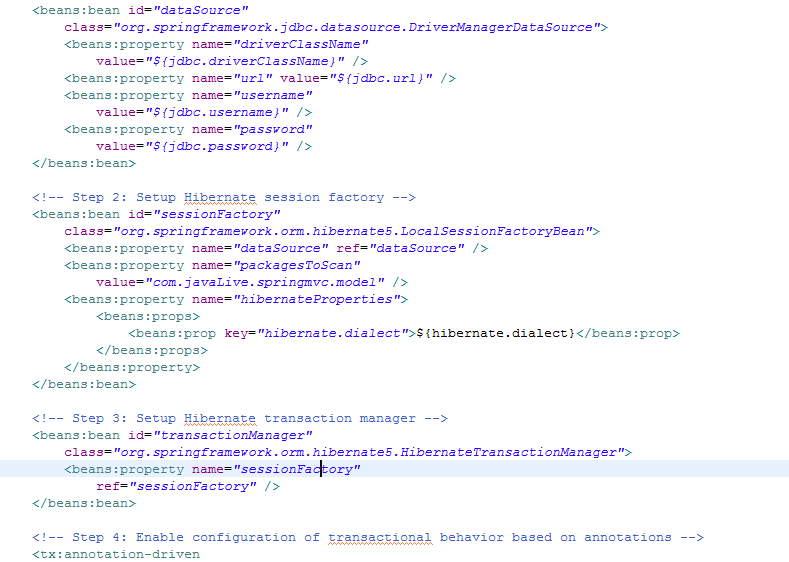 <beans:bean id="dataSource"
class="org.springframework.jdbc.datasource.DriverManagerDataSource">
<beans:property name="driverClassName"
value="${jdbc.driverClassName}" />
<beans:property name="url" value="${jdbc.url}" />
<beans:property name="username"
value="${jdbc.username}" />
<beans:property name="password"
value="${jdbc.password}" />
</beans:bean>
<!-- Step 2: Setup Hibernate session factory -->
<beans:bean id="sessionFactory"
class="org.springframework.orm.hibernate5.LocalSessionFactoryBean">
<beans:property name="dataSource" ref="dataSource" />
<beans:property name="packagesToScan"
value="com.javaLive.springmvc.model" />
<beans:property name="hibernateProperties">
<beans:props>
<beans:prop key="hibernate.dialect">${hibernate.dialect}</beans:prop>
</beans:props>
</beans:property>
</beans:bean>
<!-- Step 3: Setup Hibernate transaction manager -->
<beans:bean id="transactionManager"
class="org.springframework.orm.hibernate5.HibernateTransactionManager">
<beans:property name="sessionFactory"
ref="sessionFactory" />
</beans:bean>
<!-- Step 4: Enable configuration of transactional behavior based on annotations -->
<tx:annotation-driven